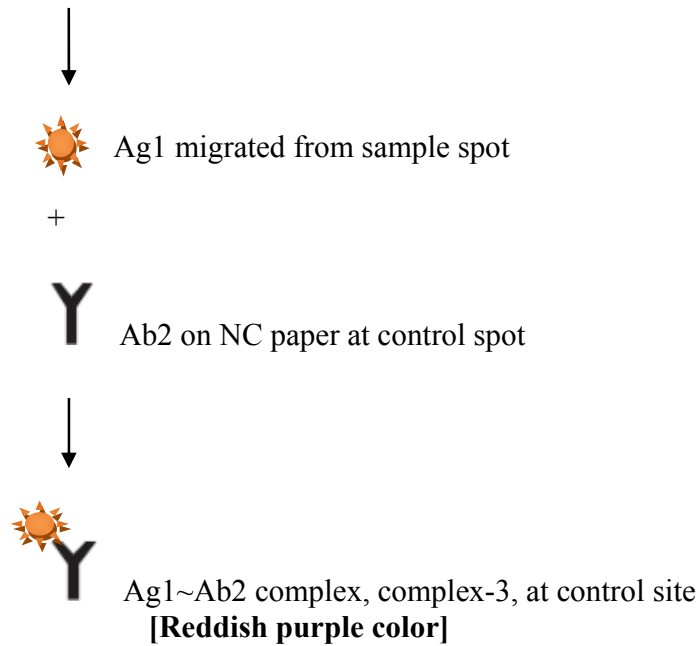 Ag1 migrated from sample spot
+
Ab2 on NC paper at control spot
Ag1~Ab2 complex, complex-3, at control site
[Reddish purple color]